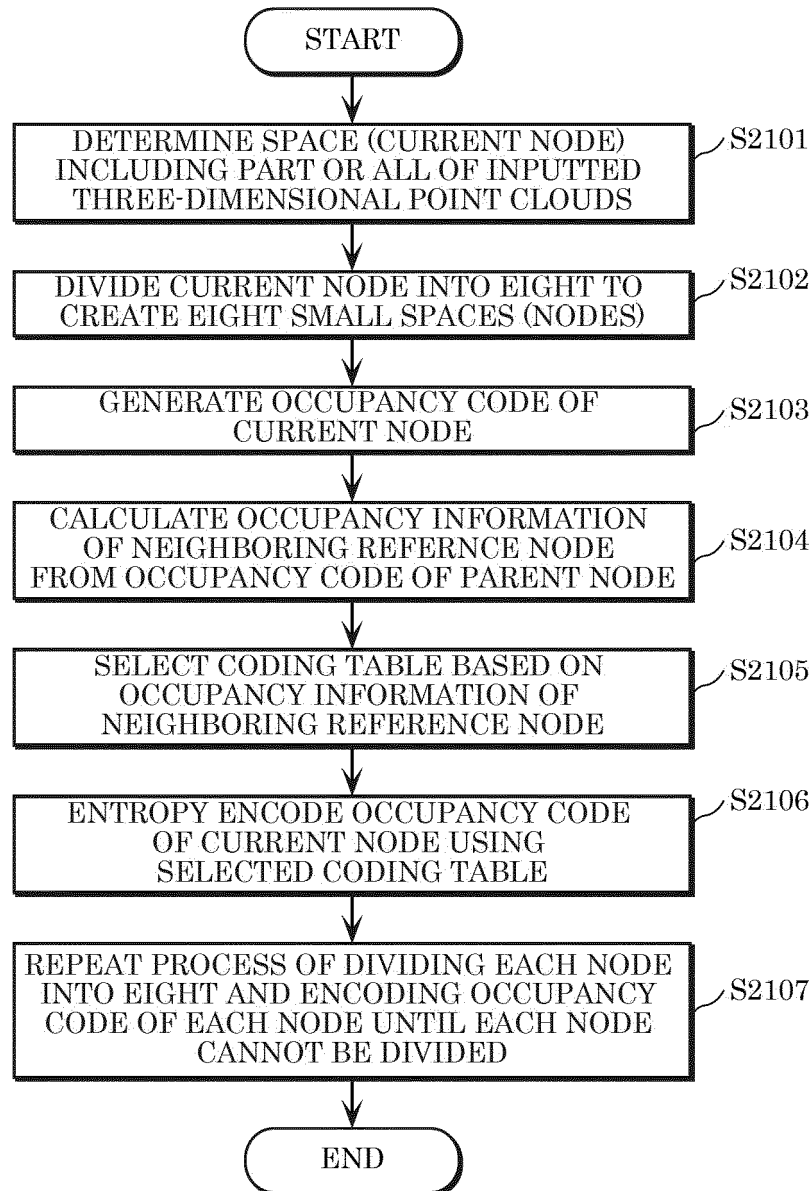 START
DETERMINE SPACE (CURRENT NODE)
INCLUDING PART OR ALL OF INPUTTED
THREE-DIMENSIONAL POINT CLOUDS
S2101
DIVIDE CURRENT NODE INTO EIGHT TO
CREATE EIGHT SMALL SPACES (NODES)
S2102
GENERATE OCCUPANCY CODE OF
CURRENT NODE
S2103
CALCULATE OCCUPANCY INFORMATION
OF NEIGHBORING REFERNCE NODE
FROM OCCUPANCY CODE OF PARENT NODE
S2104
SELECT CODING TABLE BASED ON
OCCUPANCY INFORMATION OF
NEIGHBORING REFERENCE NODE
S2105
ENTROPY ENCODE OCCUPANCY CODE
OF CURRENT NODE USING
SELECTED CODING TABLE
S2106
REPEAT PROCESS OF DIVIDING EACH NODE
INTO EIGHT AND ENCODING OCCUPANCY
CODE OF EACH NODE UNTIL EACH NODE
CANNOT BE DIVIDED
S2107
END